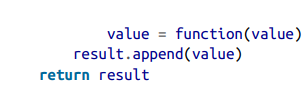 value = function(value)
        result.append(value)
    return result